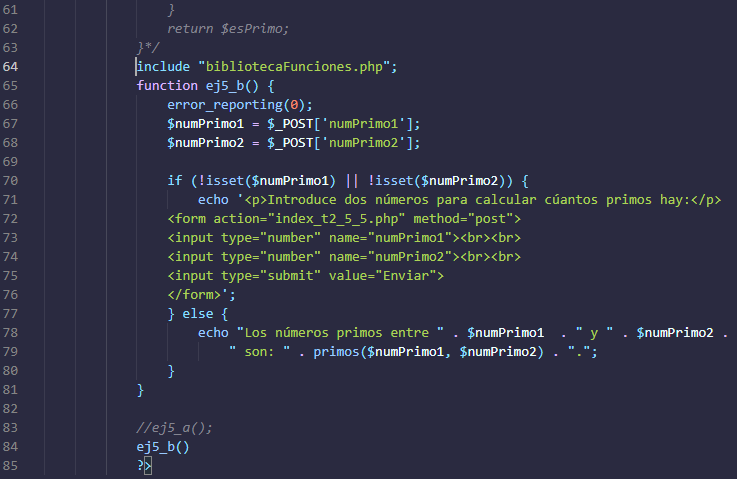 61 }
62 return $esPrimo;
63 }*/
64 include "bibliotecaFunciones.php";
65 function ej5_b() {
66 error_reporting(0);
67 $numPrimo1 = $_POST['numPrimo1'];
68 $numPrimo2 = $_POST['numPrimo2'];
69
70 if (!isset($numPrimo1) || !isset($numPrimo2)) {
71 echo '<p>Introduce dos números para calcular cúantos primos hay:</p>
72 <form action="index_t2_5_5.php" method="post">
73 <input type="number" name="numPrimo1"><br><br>
74 <input type="number" name="numPrimo2"><br><br>
75 <input type="submit" value="Enviar">
76 </form>';
77 } else {
78 echo "Los números primos entre " . $numPrimo1  . " y " . $numPrimo2 .
79 " son: " . primos($numPrimo1, $numPrimo2) . ".";
80 }
81 }
82
83 //ej5_a();
84 ej5_b()
85 ?>